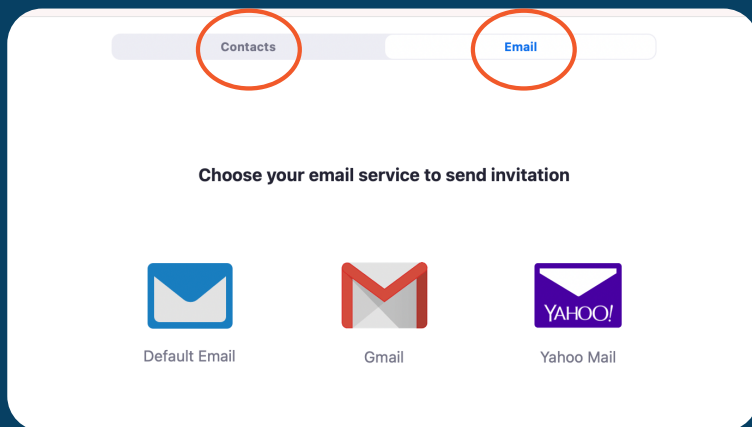 Contacts Email
Choose your email service to send invitation
YAHOO!
Default Email Gmail Yahoo Mail